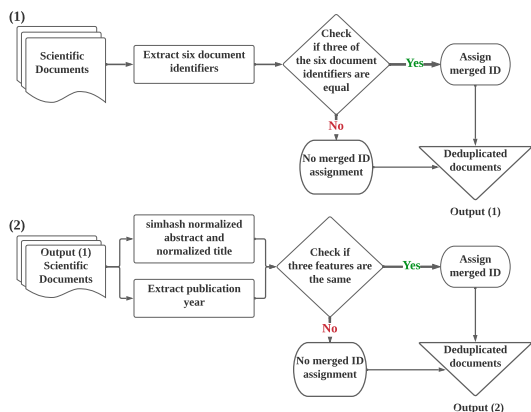 (1)
Scientific
Documents
Extract six document
identifiers
Check
if three of
the six document
identifiers are
equal
Yes
Assign
merged ID
No
No merged ID
assignment
Deduplicated
documents
Output (1)
(2)
Output (1)
Scientific
Documents
simhash normalized
abstract and
normalized title
Extract publication
year
Check if
three features are
the same
Yes
Assign
merged ID
No
No merged ID
assignment
Deduplicated
documents
Output (2)